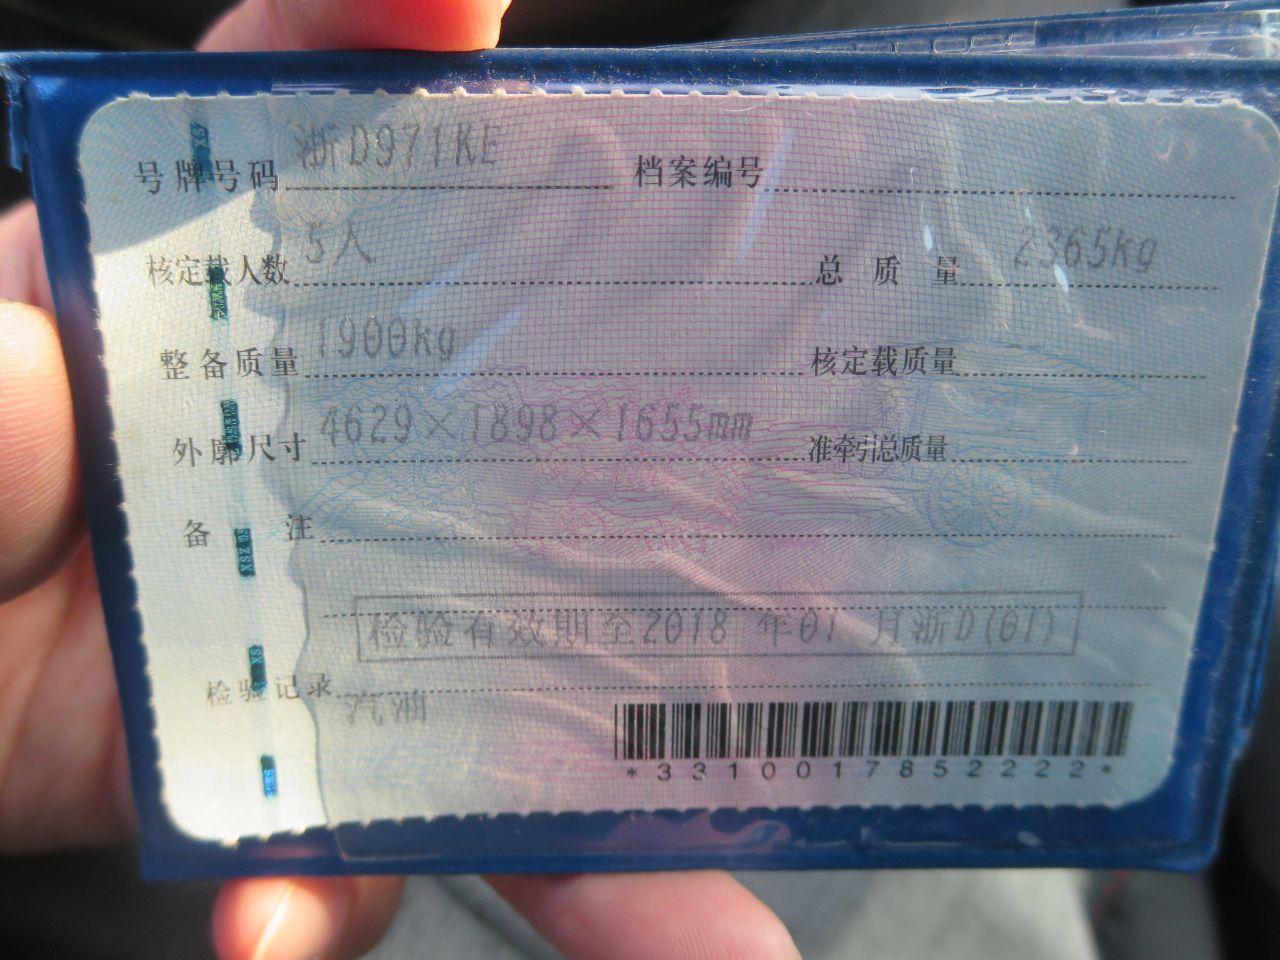 号牌号码 浙D971KE 档案编号
核定载人数 5人 总质量 2365kg
整备质量 1900kg 核定载质量
外廓尺寸 4629×1898×1655mm 准牵引总质量
备注
检验有效期至2018 年01 月浙D(01)
检验记录
汽油
*3310017852222*